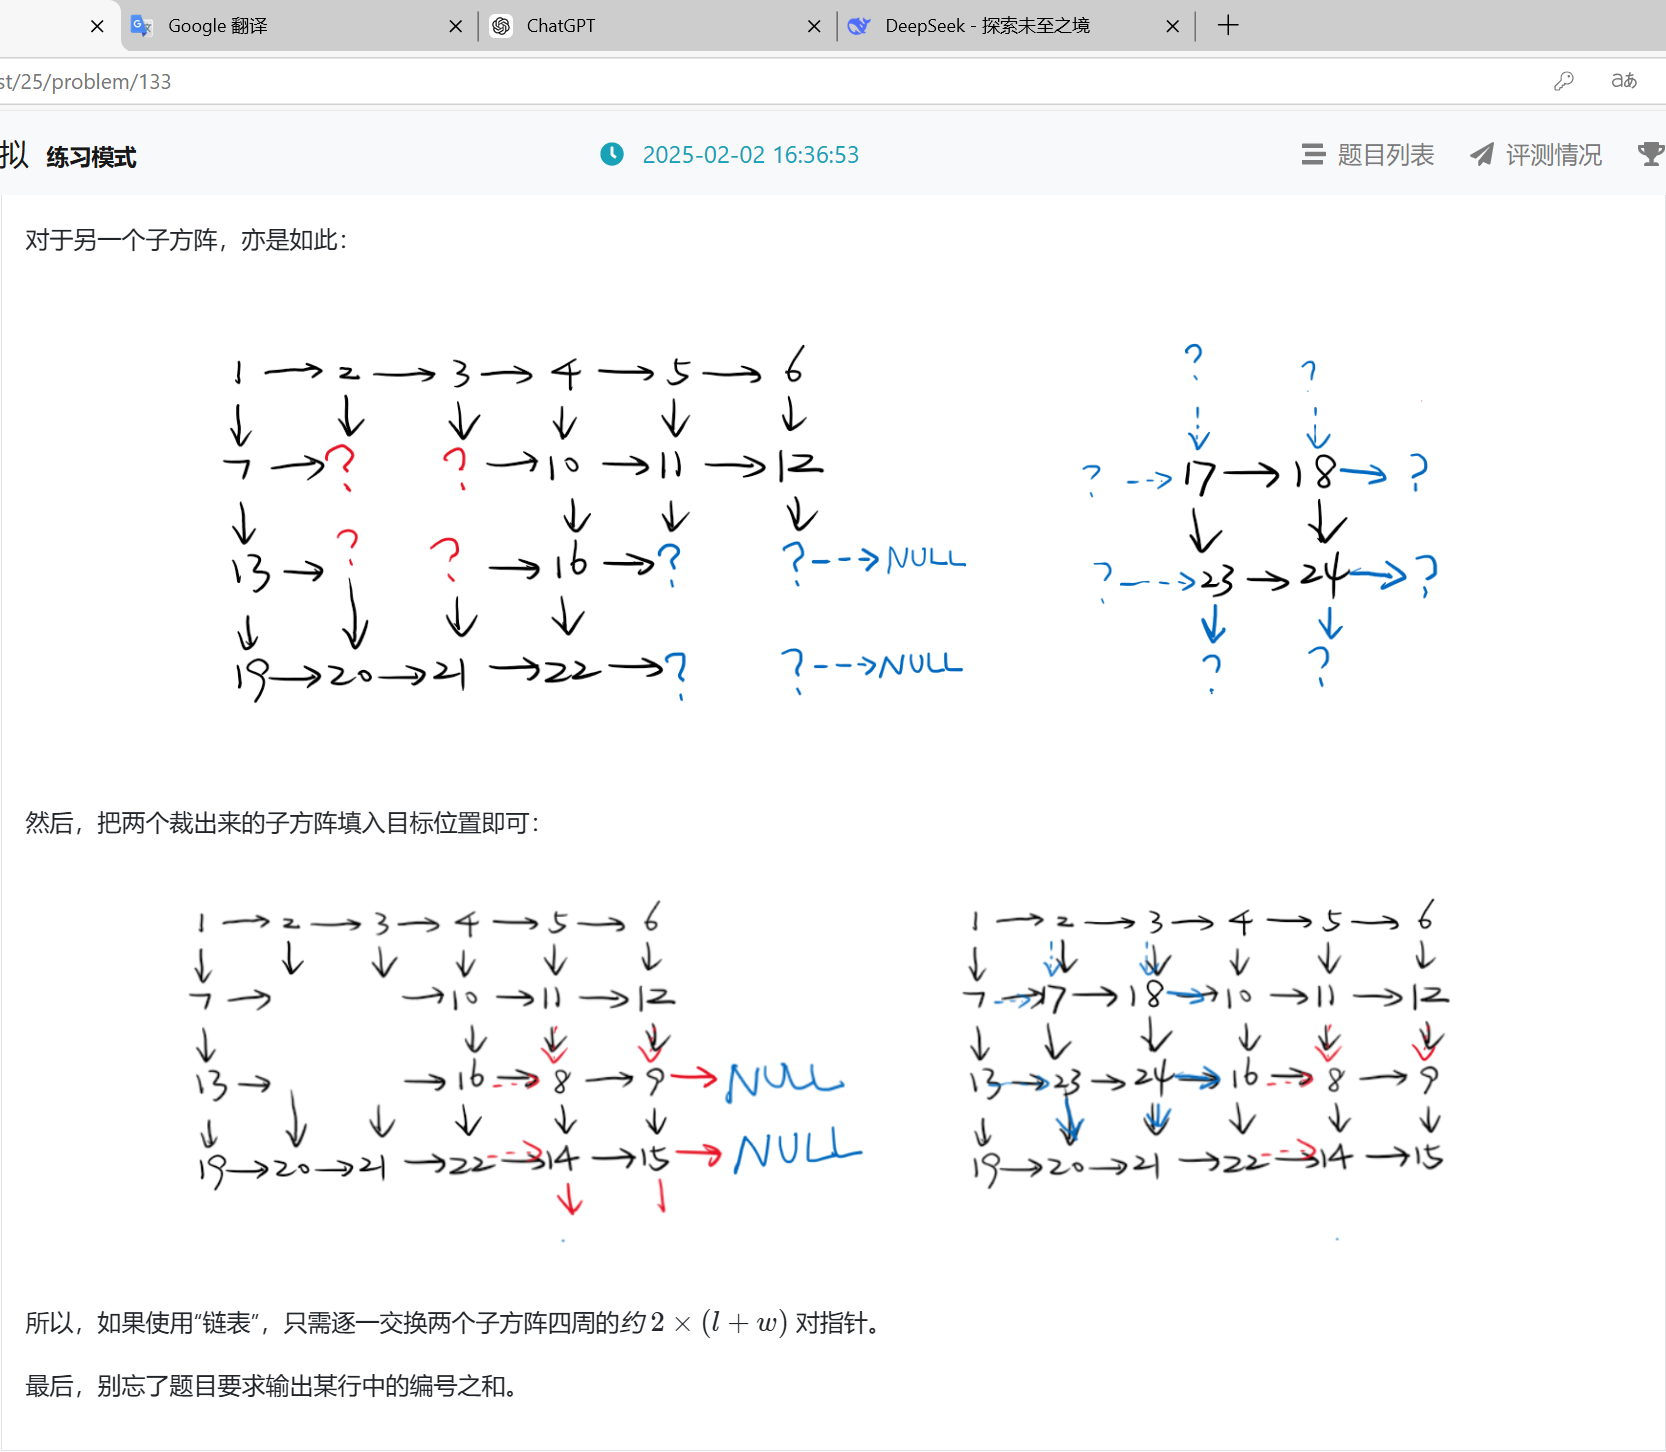 Google 翻译
ChatGPT
DeepSeek - 探索未至之境
st/25/problem/133
aあ
拟 练习模式
2025-02-02 16:36:53
题目列表
评测情况
对于另一个子方阵，亦是如此：
1 → 2 → 3 → 4 → 5 → 6
↓ ↓ ↓ ↓ ↓ ↓
7 → ? ? → 10 → 11 → 12
↓ ↓ ↓ ↓
13 → ? ? → 16 → ? ? --→ NULL
↓ ↓ ↓ ↓
19 → 20 → 21 → 22 → ? ? --→ NULL
? ?
↓ ↓
? --→ 17 → 18 → ?
↓ ↓
? --→ 23 → 24 → ?
↓ ↓
? ?
然后，把两个裁出来的子方阵填入目标位置即可：
1 → 2 → 3 → 4 → 5 → 6
↓ ↓ ↓ ↓ ↓ ↓
7 → → 10 → 11 → 12
↓ ↓ ↓ ↓
13 → → 16 → 8 → 9 → NULL
↓ ↓ ↓ ↓ ↓ ↓
19 → 20 → 21 → 22 → 14 → 15 → NULL
↓ ↓
1 → 2 → 3 → 4 → 5 → 6
↓ ↓ ↓ ↓ ↓ ↓
7 → 17 → 18 → 10 → 11 → 12
↓ ↓ ↓ ↓ ↓ ↓
13 → 23 → 24 → 16 → 8 → 9
↓ ↓ ↓ ↓ ↓ ↓
19 → 20 → 21 → 22 → 14 → 15
所以，如果使用“链表”，只需逐一交换两个子方阵四周的约 2 × (l + w) 对指针。
最后，别忘了题目要求输出某行中的编号之和。